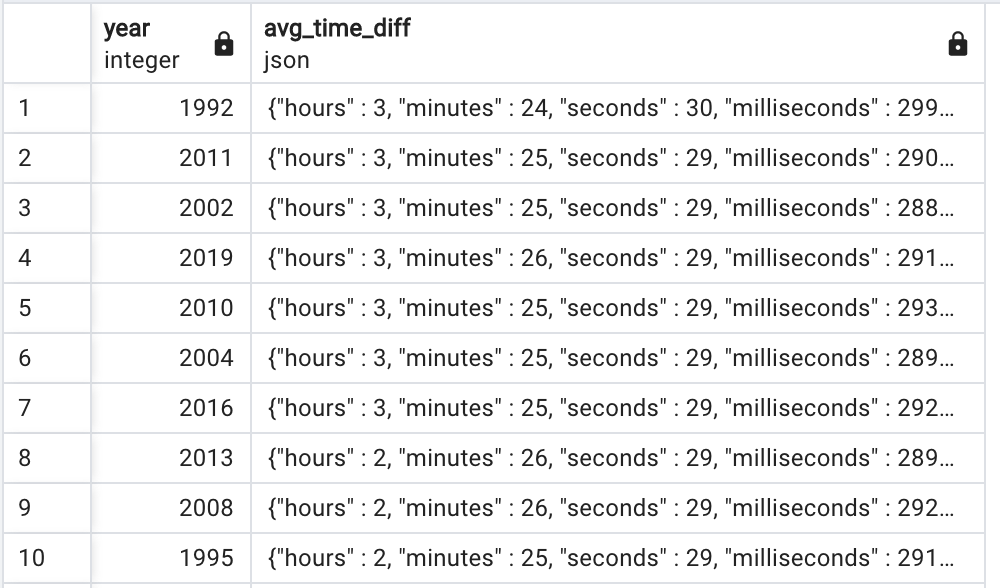 year avg_time_diff
integer json
1 1992 {"hours" : 3, "minutes" : 24, "seconds" : 30, "milliseconds" : 299...
2 2011 {"hours" : 3, "minutes" : 25, "seconds" : 29, "milliseconds" : 290...
3 2002 {"hours" : 3, "minutes" : 25, "seconds" : 29, "milliseconds" : 288...
4 2019 {"hours" : 3, "minutes" : 26, "seconds" : 29, "milliseconds" : 291...
5 2010 {"hours" : 3, "minutes" : 25, "seconds" : 29, "milliseconds" : 293...
6 2004 {"hours" : 3, "minutes" : 25, "seconds" : 29, "milliseconds" : 289...
7 2016 {"hours" : 3, "minutes" : 25, "seconds" : 29, "milliseconds" : 292...
8 2013 {"hours" : 2, "minutes" : 26, "seconds" : 29, "milliseconds" : 289...
9 2008 {"hours" : 2, "minutes" : 26, "seconds" : 29, "milliseconds" : 292...
10 1995 {"hours" : 2, "minutes" : 25, "seconds" : 29, "milliseconds" : 291...